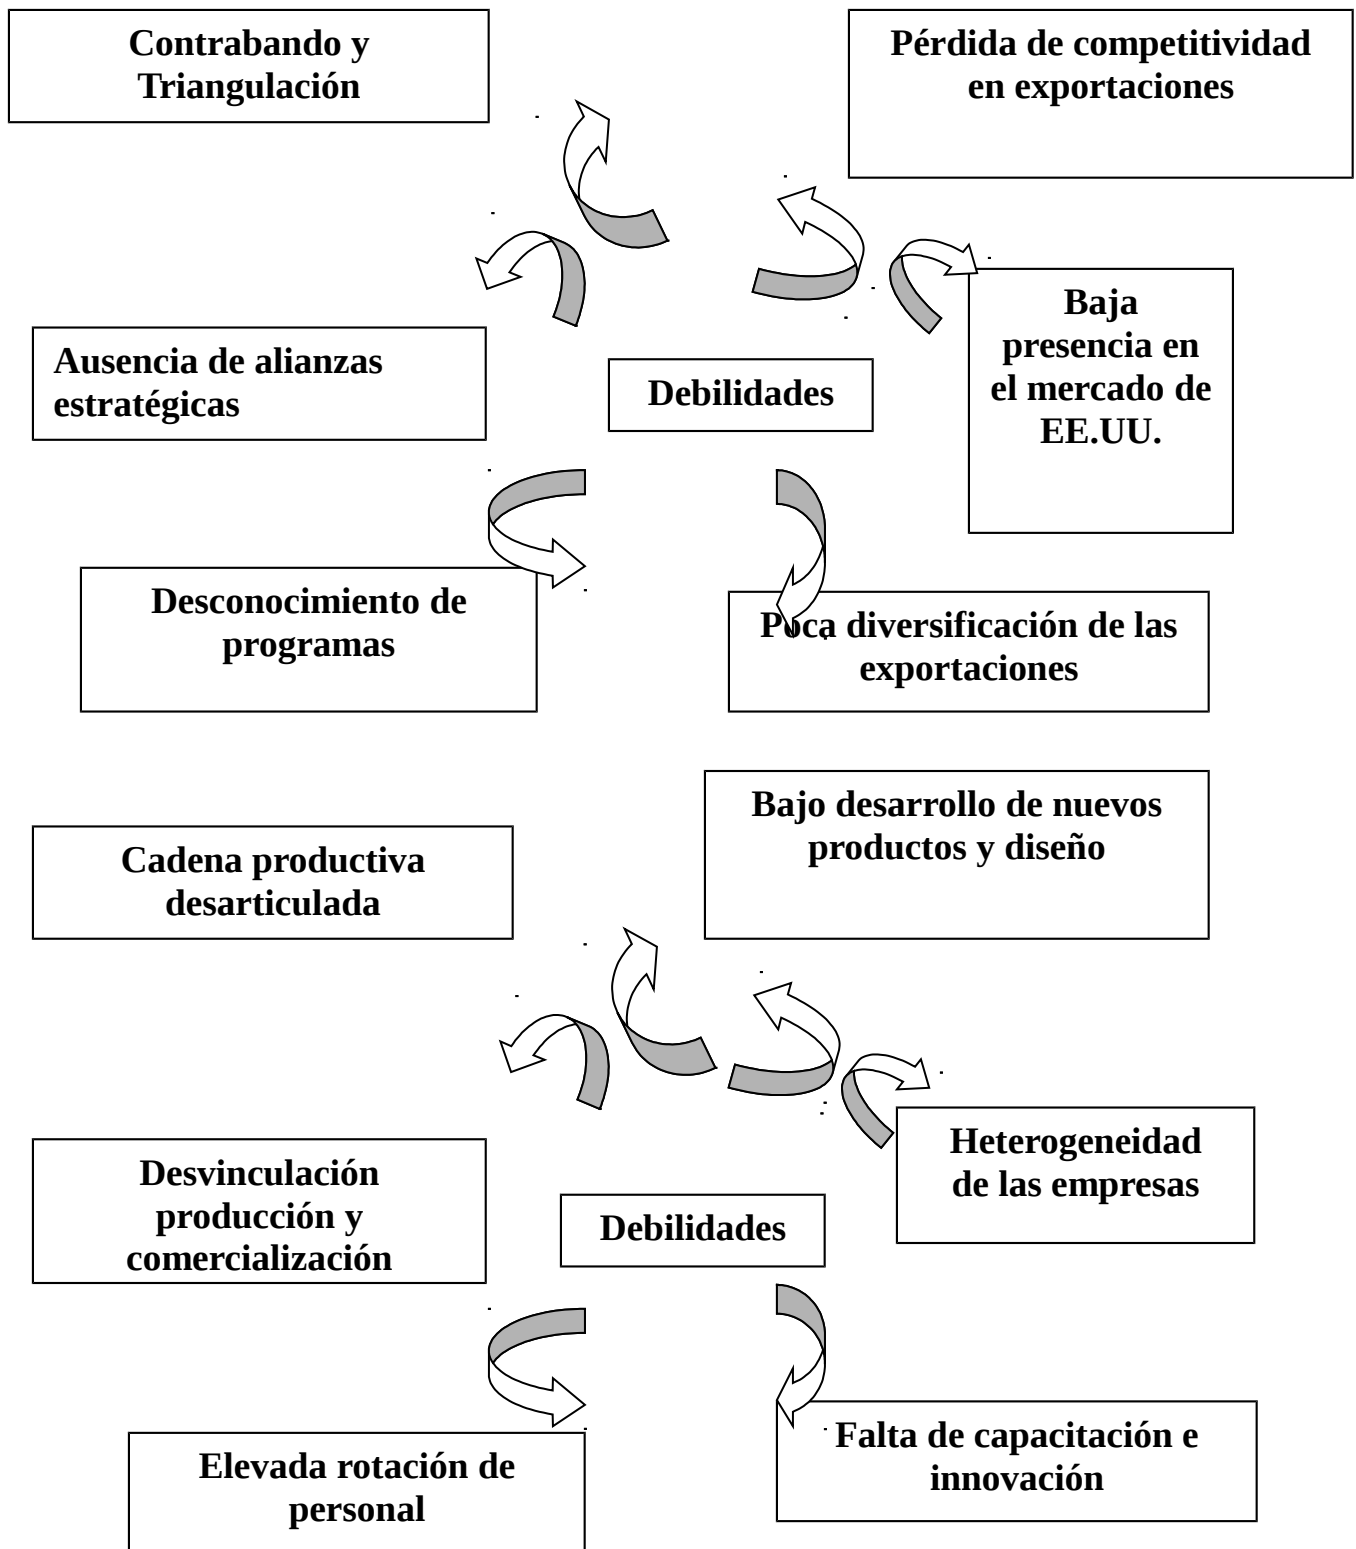 Contrabando y
Triangulación
Pérdida de competitividad
en exportaciones
Ausencia de alianzas
estratégicas
Debilidades
Baja
presencia en
el mercado de
EE.UU.
Desconocimiento de
programas
Poca diversificación de las
exportaciones
Bajo desarrollo de nuevos
productos y diseño
Cadena productiva
desarticulada
Desvinculación
producción y
comercialización
Debilidades
Heterogeneidad
de las empresas
Elevada rotación de
personal
Falta de capacitación e
innovación